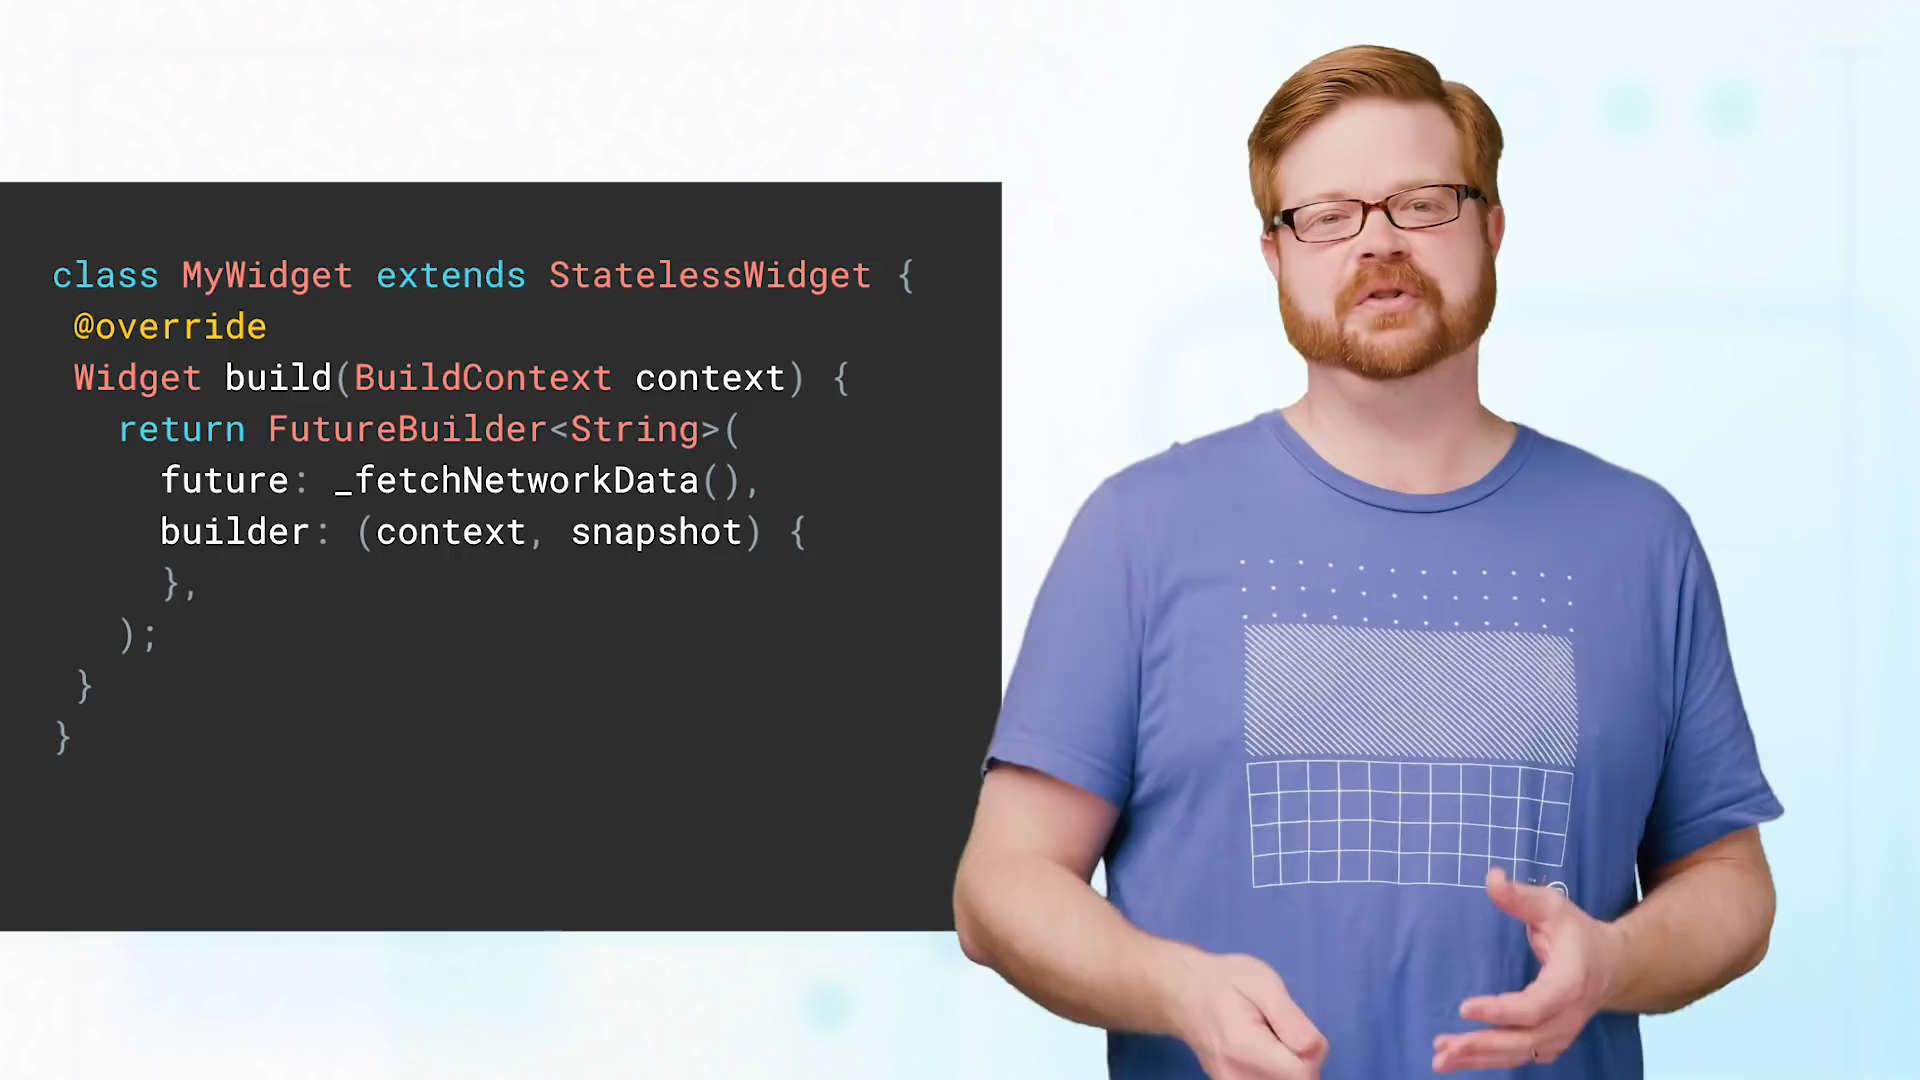 class MyWidget extends StatelessWidget {
@override
Widget build(BuildContext context) {
return FutureBuilder<String>(
future: _fetchNetworkData(),
builder: (context, snapshot) {
},
);
}
}